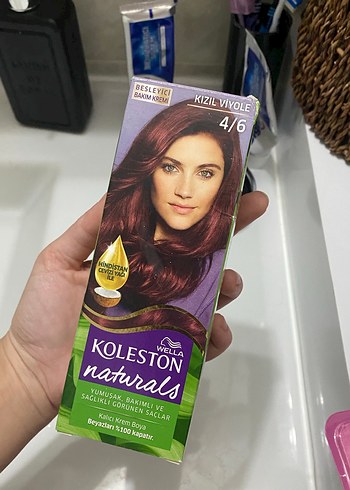 BESLEYİCİ
BAKIM KREMİ
KIZIL VİYOLE
4/6
HİNDİSTAN
CEVİZİ YAĞI
İLE
WELLA
KOLESTON
naturals
YUMUŞAK, BAKIMLI VE
SAĞLIKLI GÖRÜNEN SAÇLAR
Kalıcı Krem Boya
Beyazları %100 kapatır.